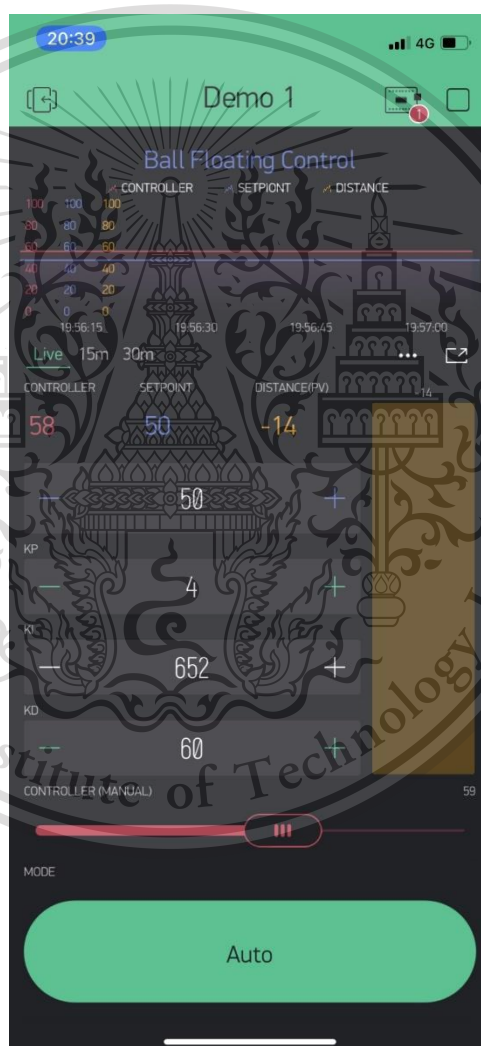 20:39
4G
Demo 1
Ball Floating Control
CONTROLLER SETPIONT DISTANCE
100 100 100
80 80 80
60 60 60
40 40 40
20 20 20
0 0 0
19:56:15 19:56:30 19:56:45 19:57:00
Live 15m 30m
CONTROLLER SETPOINT DISTANCE(PV) -14
58 50 -14
50
KP
4
KI
652
KD
60
CONTROLLER (MANUAL) 59
MODE
Auto
stitute of Technology